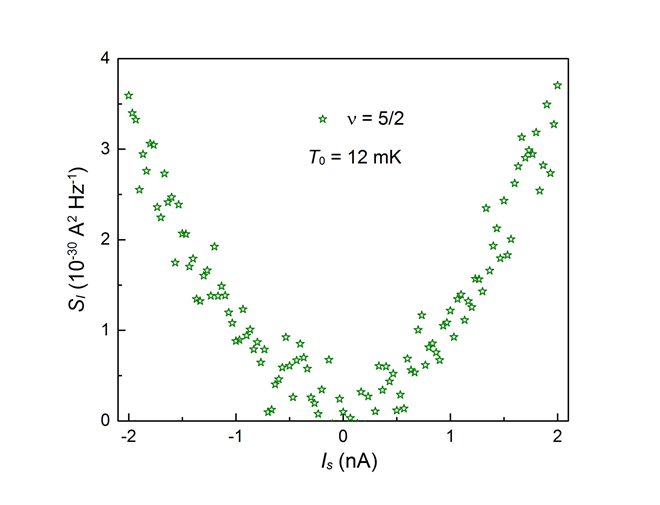 4
3
2
1
0
S_I (10^-30 A^2 Hz^-1)
☆ ν = 5/2
T_0 = 12 mK
-2 -1 0 1 2
I_s (nA)